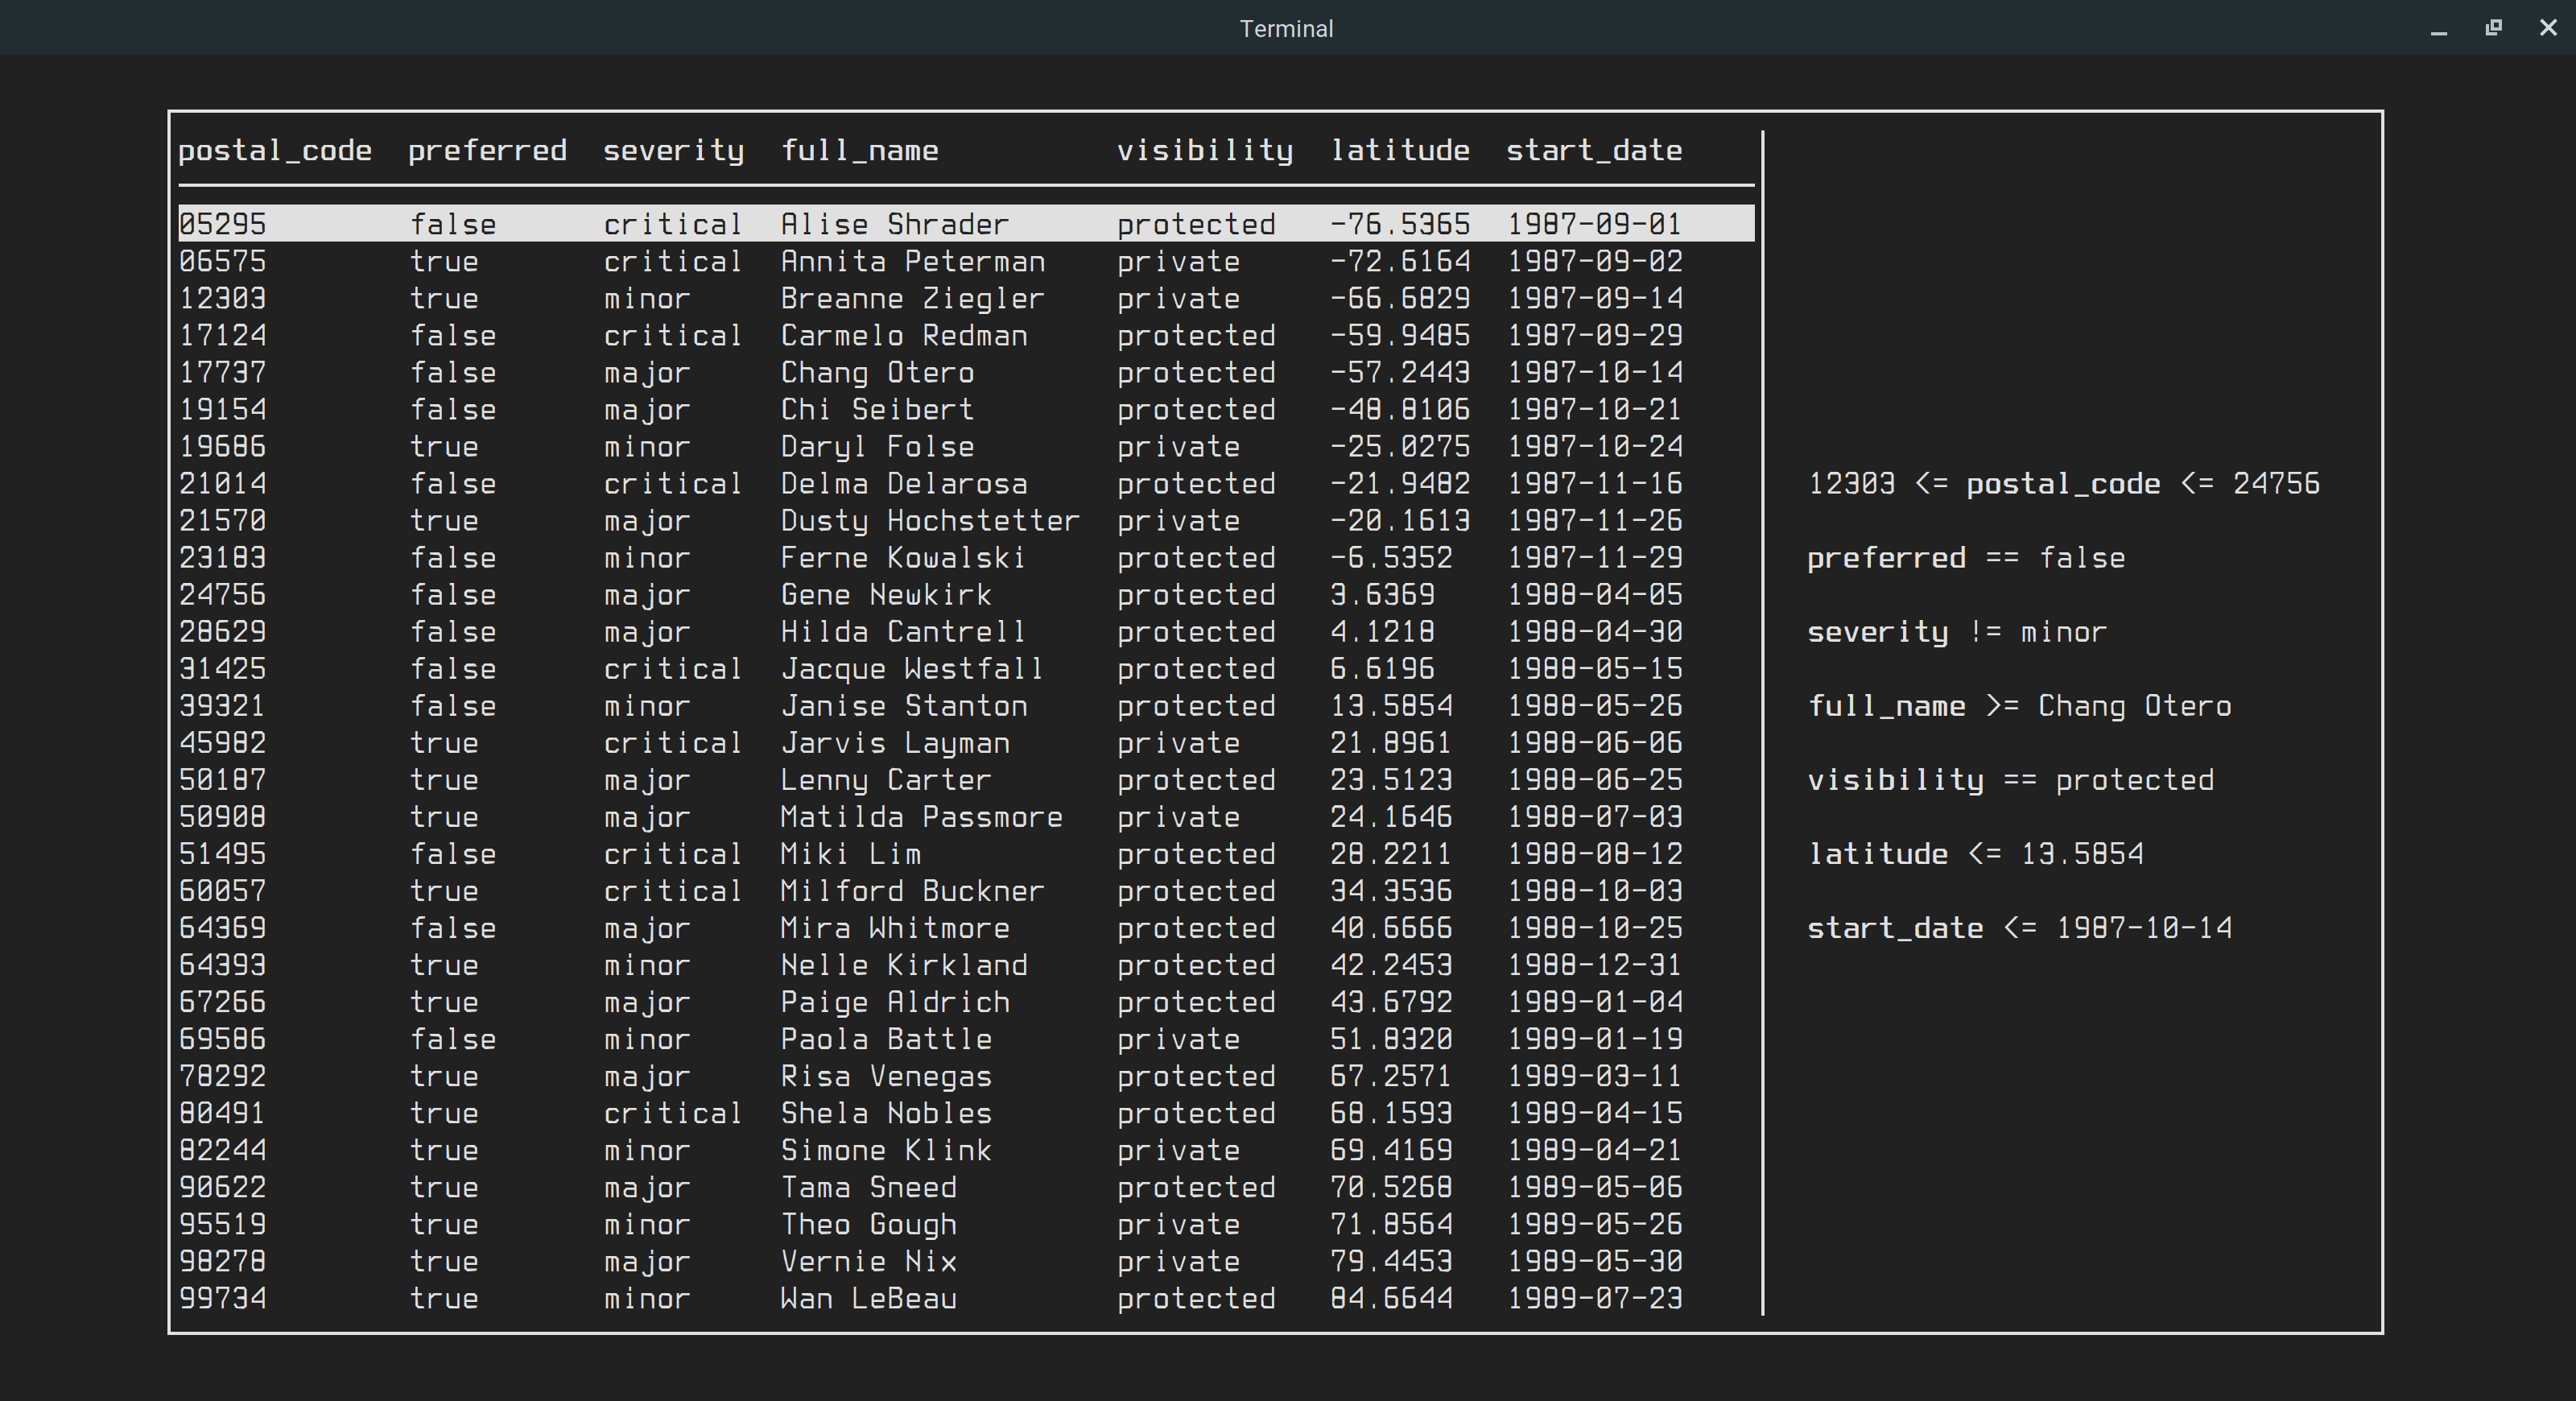 Terminal
postal_code preferred severity full_name visibility latitude start_date
05295 false critical Alise Shrader protected -76.5365 1987-09-01
06575 true critical Annita Peterman private -72.6164 1987-09-02
12303 true minor Breanne Ziegler private -66.6829 1987-09-14
17124 false critical Carmelo Redman protected -59.9485 1987-09-29
17737 false major Chang Otero protected -57.2443 1987-10-14
19154 false major Chi Seibert protected -48.8106 1987-10-21
19686 true minor Daryl Folse private -25.0275 1987-10-24
21014 false critical Delma Delarosa protected -21.9482 1987-11-16
21570 true major Dusty Hochstetter private -20.1613 1987-11-26
23183 false minor Ferne Kowalski protected -6.5352 1987-11-29
24756 false major Gene Newkirk protected 3.6369 1988-04-05
28629 false major Hilda Cantrell protected 4.1218 1988-04-30
31425 false critical Jacque Westfall protected 6.6196 1988-05-15
39321 false minor Janise Stanton protected 13.5854 1988-05-26
45982 true critical Jarvis Layman private 21.8961 1988-06-06
50187 true major Lenny Carter protected 23.5123 1988-06-25
50908 true major Matilda Passmore private 24.1646 1988-07-03
51495 false critical Miki Lim protected 28.2211 1988-08-12
60057 true critical Milford Buckner protected 34.3536 1988-10-03
64369 false major Mira Whitmore protected 40.6666 1988-10-25
64393 true minor Nelle Kirkland protected 42.2453 1988-12-31
67266 true major Paige Aldrich protected 43.6792 1989-01-04
69586 false minor Paola Battle private 51.8320 1989-01-19
78292 true major Risa Venegas protected 67.2571 1989-03-11
80491 true critical Shela Nobles protected 68.1593 1989-04-15
82244 true minor Simone Klink private 69.4169 1989-04-21
90622 true major Tama Sneed protected 70.5268 1989-05-06
95519 true minor Theo Gough private 71.8564 1989-05-26
98278 true major Vernie Nix private 79.4453 1989-05-30
99734 true minor Wan LeBeau protected 84.6644 1989-07-23
12303 <= postal_code <= 24756
preferred == false
severity != minor
full_name >= Chang Otero
visibility == protected
latitude <= 13.5854
start_date <= 1987-10-14